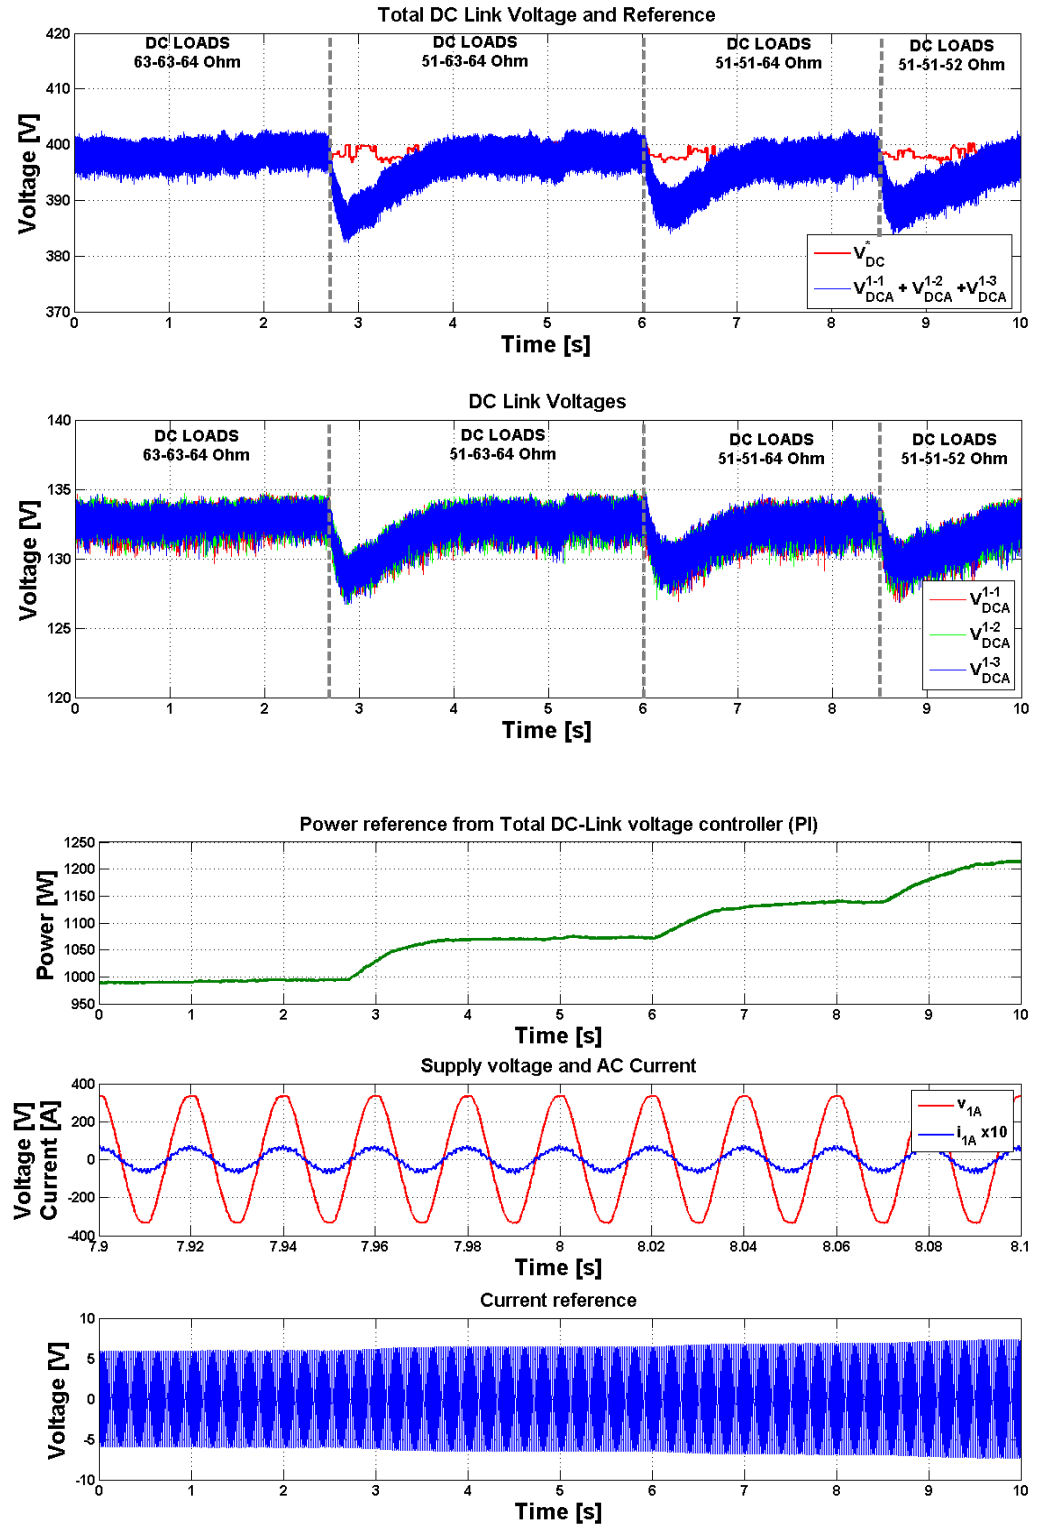 Total DC Link Voltage and Reference
420
410
400
390
380
370
Voltage [V]
DC LOADS
63-63-64 Ohm
DC LOADS
51-63-64 Ohm
DC LOADS
51-51-64 Ohm
DC LOADS
51-51-52 Ohm
V*DC
V1-1DCA + V1-2DCA +V1-3DCA
0 1 2 3 4 5 6 7 8 9 10
Time [s]
DC Link Voltages
140
135
130
125
120
Voltage [V]
DC LOADS
63-63-64 Ohm
DC LOADS
51-63-64 Ohm
DC LOADS
51-51-64 Ohm
DC LOADS
51-51-52 Ohm
V1-1DCA
V1-2DCA
V1-3DCA
0 1 2 3 4 5 6 7 8 9 10
Time [s]
Power reference from Total DC-Link voltage controller (PI)
1250
1200
1150
1100
1050
1000
950
Power [W]
0 1 2 3 4 5 6 7 8 9 10
Time [s]
Supply voltage and AC Current
400
200
0
-200
-400
Voltage [V]
Current [A]
v1A
i1A x10
7.9 7.92 7.94 7.96 7.98 8 8.02 8.04 8.06 8.08 8.1
Time [s]
Current reference
10
5
0
-5
-10
Voltage [V]
0 1 2 3 4 5 6 7 8 9 10
Time [s]